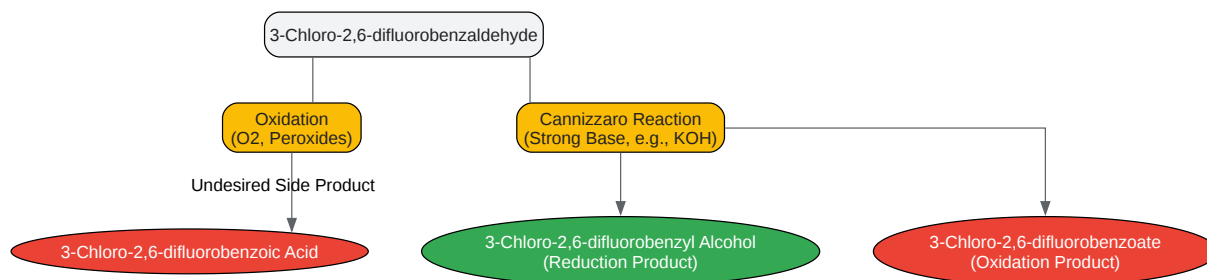 3-Chloro-2,6-difluorobenzaldehyde
Oxidation
(O2, Peroxides)
Cannizzaro Reaction
(Strong Base, e.g., KOH)
Undesired Side Product
3-Chloro-2,6-difluorobenzoic Acid
3-Chloro-2,6-difluorobenzyl Alcohol
(Reduction Product)
3-Chloro-2,6-difluorobenzoate
(Oxidation Product)